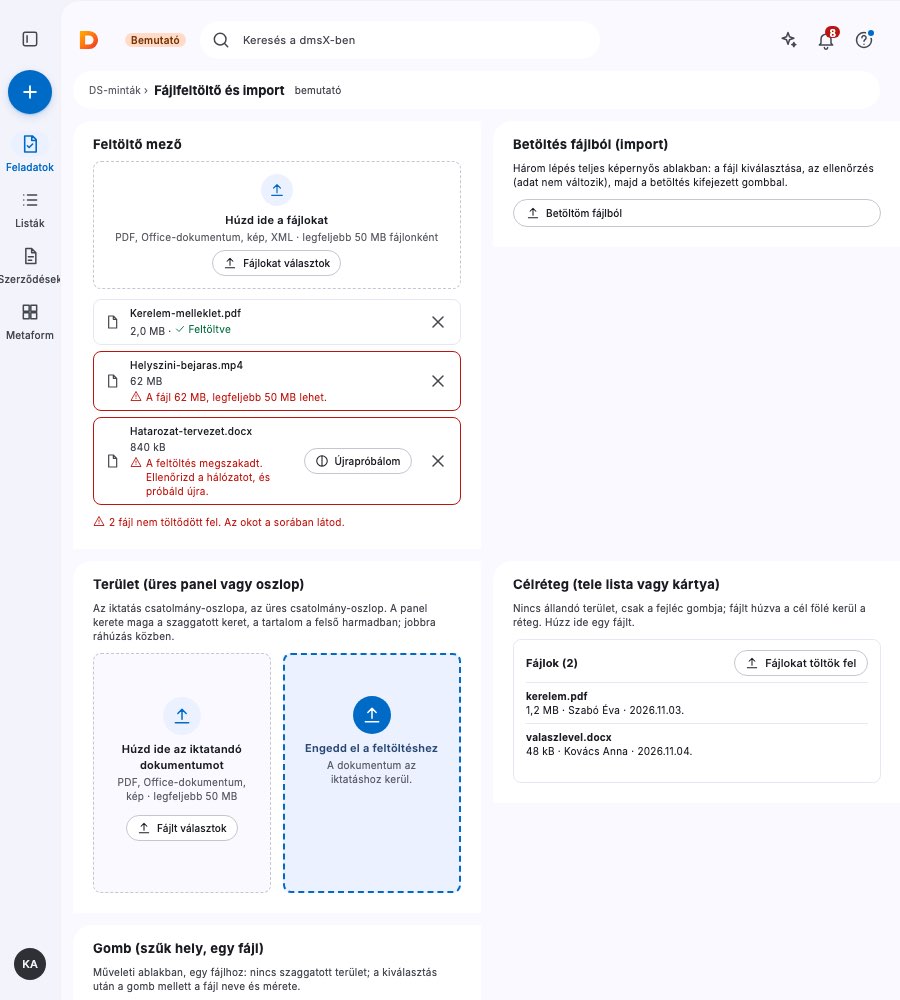 Bemutató
Keresés a dmsX-ben
8
DS-minták › Fájlfeltöltő és import bemutató
Feladatok
Listák
Szerződések
Metaform
KA
Feltöltő mező
Húzd ide a fájlokat
PDF, Office-dokumentum, kép, XML · legfeljebb 50 MB fájlonként
Fájlokat választok
Kerelem-melleklet.pdf
2,0 MB · Feltöltve
Helyszini-bejaras.mp4
62 MB
A fájl 62 MB, legfeljebb 50 MB lehet.
Hatarozat-tervezet.docx
840 kB
A feltöltés megszakadt.
Ellenőrizd a hálózatot, és
próbáld újra.
Újrapróbálom
2 fájl nem töltődött fel. Az okot a sorában látod.
Betöltés fájlból (import)
Három lépés teljes képernyős ablakban: a fájl kiválasztása, az ellenőrzés
(adat nem változik), majd a betöltés kifejezett gombbal.
Betöltöm fájlból
Terület (üres panel vagy oszlop)
Az iktatás csatolmány-oszlopa, az üres csatolmány-oszlop. A panel
kerete maga a szaggatott keret, a tartalom a felső harmadban; jobbra
ráhúzás közben.
Húzd ide az iktatandó
dokumentumot
PDF, Office-dokumentum,
kép · legfeljebb 50 MB
Fájlt választok
Engedd el a feltöltéshez
A dokumentum az
iktatáshoz kerül.
Célréteg (tele lista vagy kártya)
Nincs állandó terület, csak a fejléc gombja; fájlt húzva a cél fölé kerül a
réteg. Húzz ide egy fájlt.
Fájlok (2)
Fájlokat töltök fel
kerelem.pdf
1,2 MB · Szabó Éva · 2026.11.03.
valaszlevel.docx
48 kB · Kovács Anna · 2026.11.04.
Gomb (szűk hely, egy fájl)
Műveleti ablakban, egy fájlhoz: nincs szaggatott terület; a kiválasztás
után a gomb mellett a fájl neve és mérete.